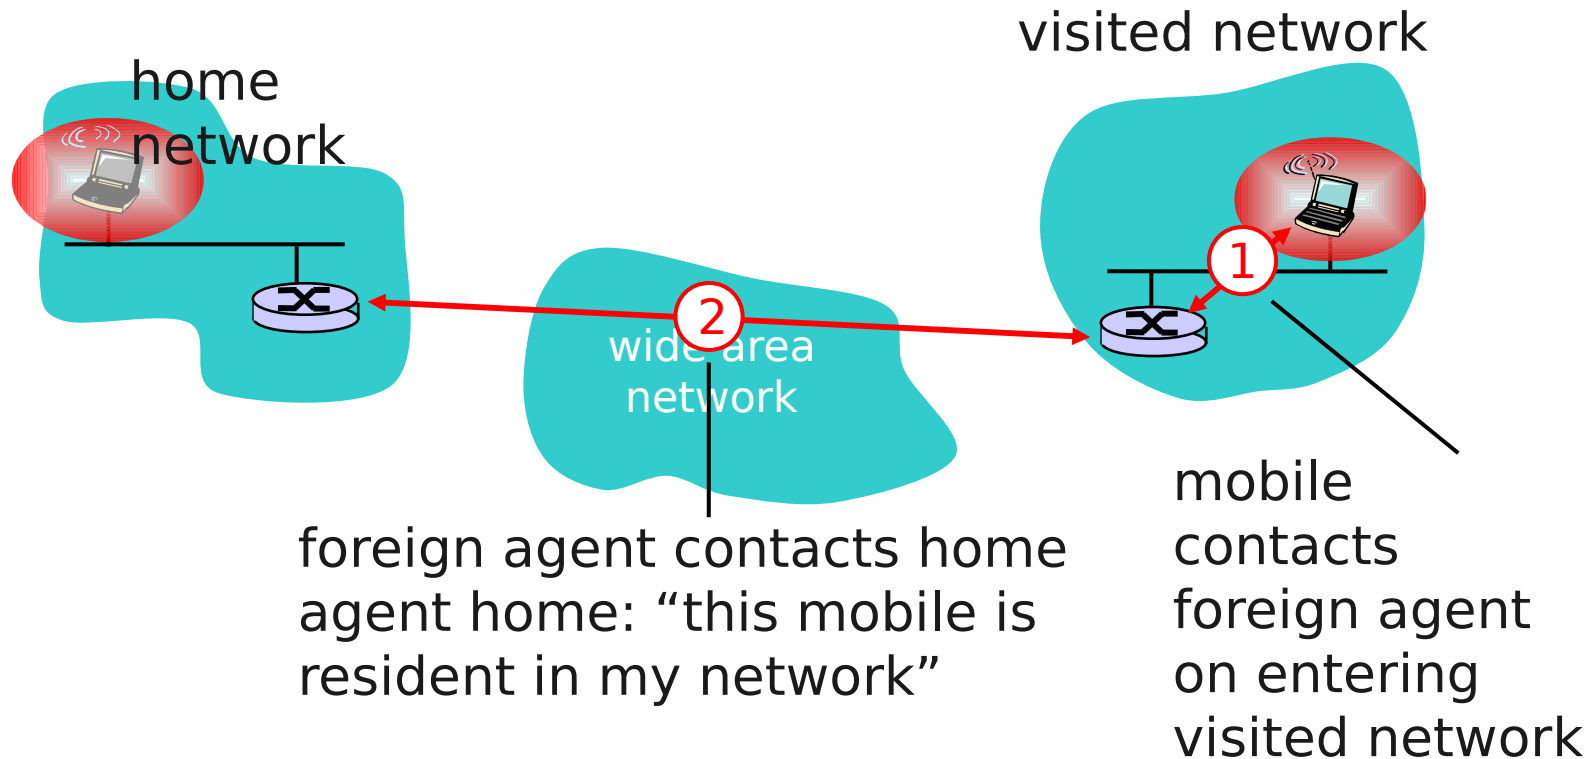 visited network
home
network
1
2
wide area
network
foreign agent contacts home
agent home: “this mobile is
resident in my network”
mobile
contacts
foreign agent
on entering
visited network